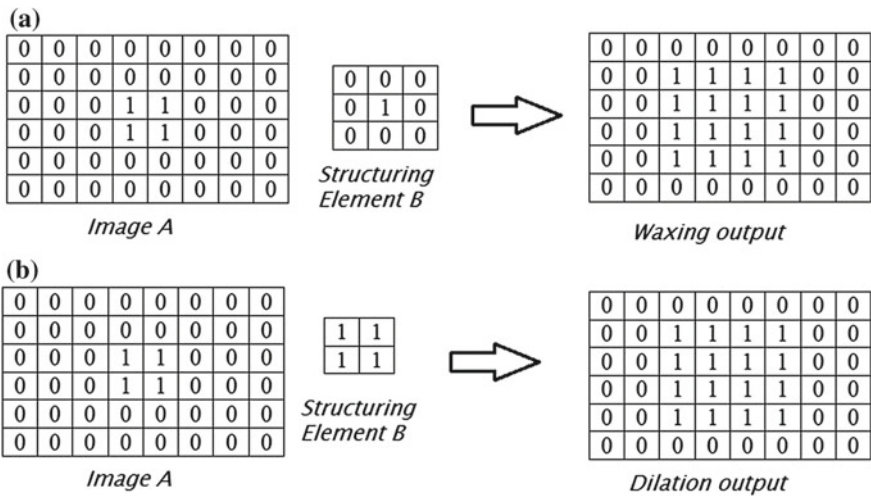 (a)
0 0 0 0 0 0 0 0
0 0 0 0 0 0 0 0
0 0 0 1 1 0 0 0
0 0 0 1 1 0 0 0
0 0 0 0 0 0 0 0
0 0 0 0 0 0 0 0
Image A
0 0 0
0 1 0
0 0 0
Structuring
Element B
0 0 0 0 0 0 0 0
0 0 1 1 1 1 0 0
0 0 1 1 1 1 0 0
0 0 1 1 1 1 0 0
0 0 1 1 1 1 0 0
0 0 0 0 0 0 0 0
Waxing output
(b)
0 0 0 0 0 0 0 0
0 0 0 0 0 0 0 0
0 0 0 1 1 0 0 0
0 0 0 1 1 0 0 0
0 0 0 0 0 0 0 0
0 0 0 0 0 0 0 0
Image A
1 1
1 1
Structuring
Element B
0 0 0 0 0 0 0 0
0 0 1 1 1 1 0 0
0 0 1 1 1 1 0 0
0 0 1 1 1 1 0 0
0 0 1 1 1 1 0 0
0 0 0 0 0 0 0 0
Dilation output